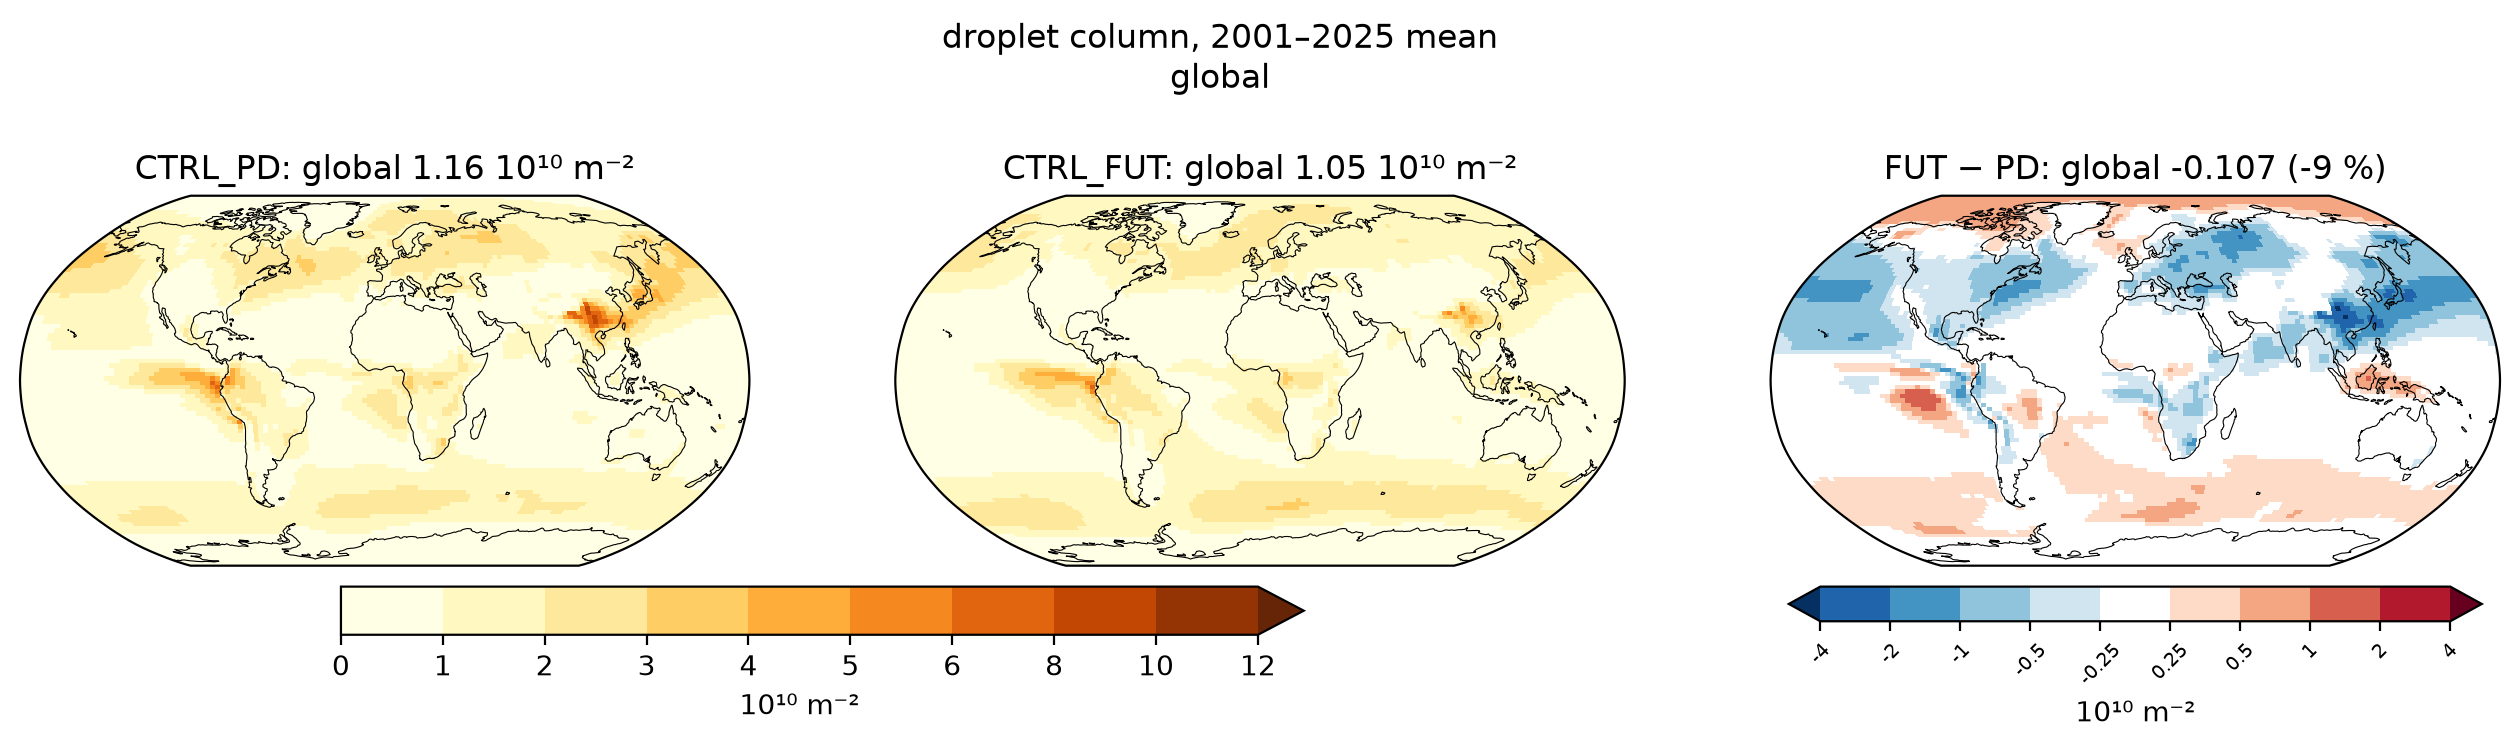 droplet column, 2001–2025 mean
global
CTRL_PD: global 1.16 10¹⁰ m⁻²
CTRL_FUT: global 1.05 10¹⁰ m⁻²
FUT − PD: global -0.107 (-9 %)
0 1 2 3 4 5 6 8 10 12
10¹⁰ m⁻²
-4 -2 -1 -0.5 -0.25 0.25 0.5 1 2 4
10¹⁰ m⁻²